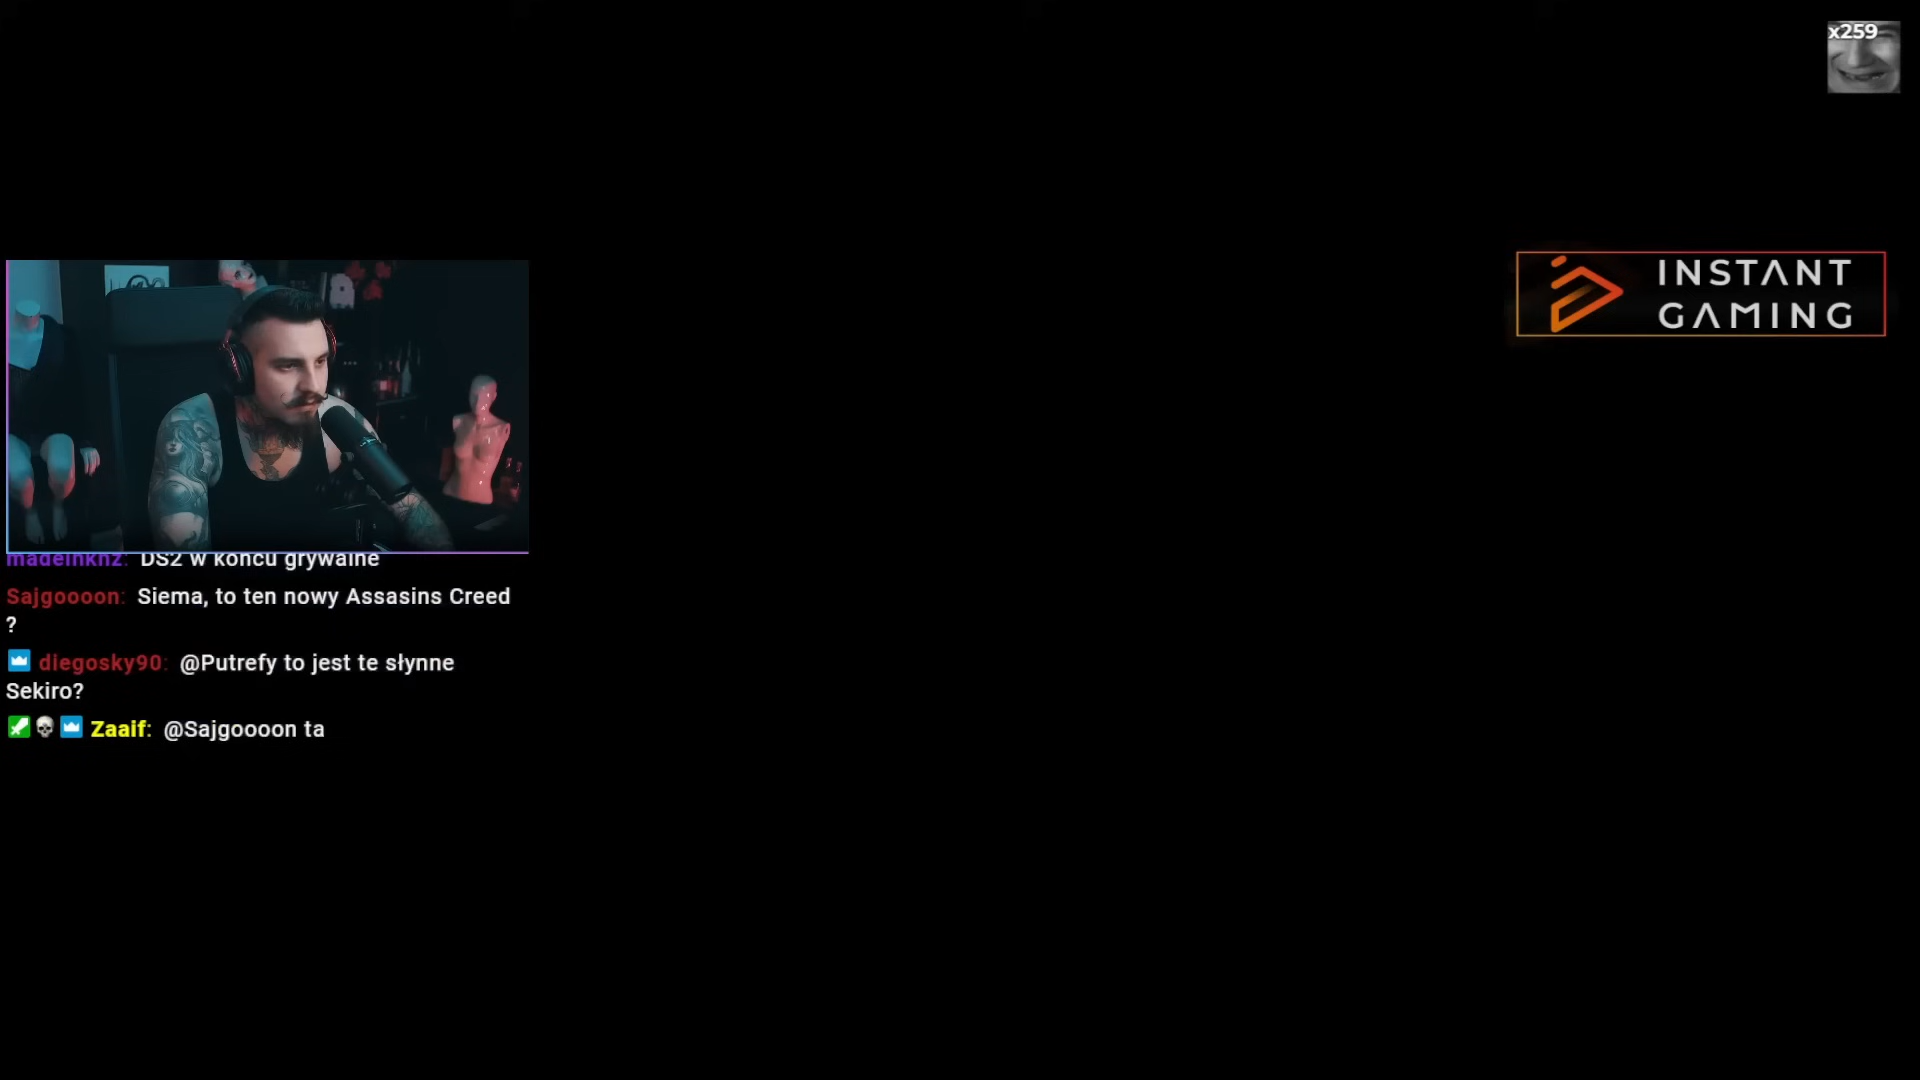 x259
INSTANT
GAMING
madeinkhz: DS2 w końcu grywalne
Sajgoooon: Siema, to ten nowy Assasins Creed
?
diegosky90: @Putrefy to jest te słynne
Sekiro?
Zaaif: @Sajgoooon ta